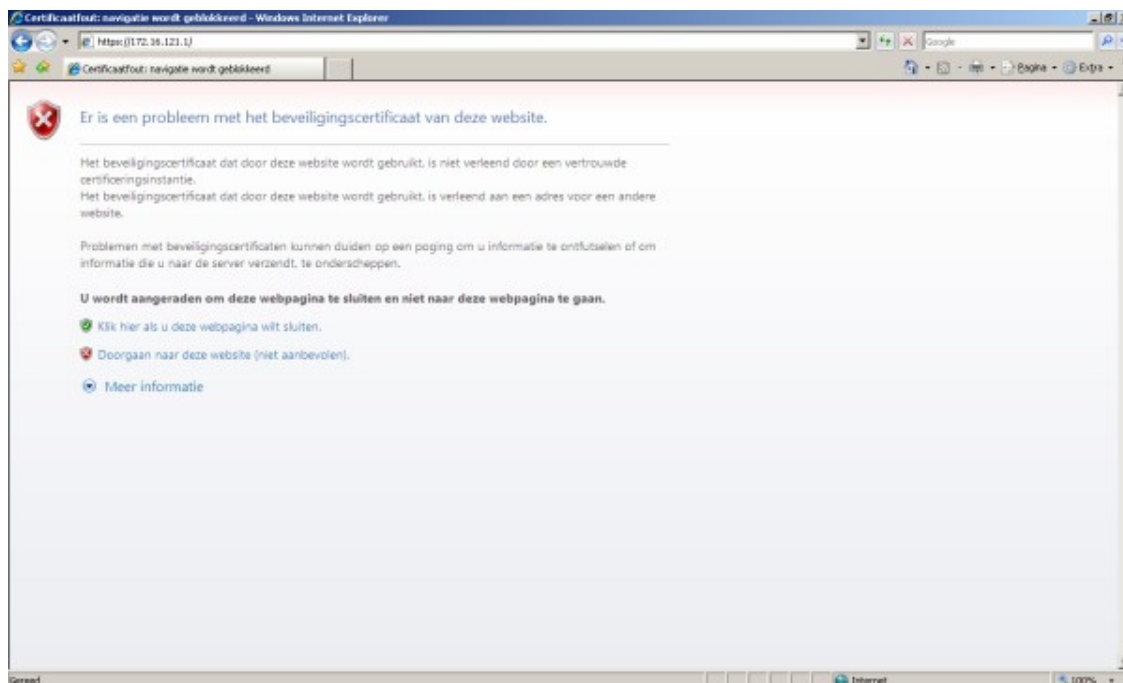 Certificaatfout: navigatie wordt geblokkeerd - Windows Internet Explorer
https://172.16.121.1/
Google
Certificaatfout: navigatie wordt geblokkeerd
Pagina
Extra
Er is een probleem met het beveiligingscertificaat van deze website.
Het beveiligingscertificaat dat door deze website wordt gebruikt, is niet verleend door een vertrouwde
certificeringsinstantie.
Het beveiligingscertificaat dat door deze website wordt gebruikt, is verleend aan een adres voor een andere
website.
Problemen met beveiligingscertificaten kunnen duiden op een poging om u informatie te ontfutselen of om
informatie die u naar de server verzendt, te onderscheppen.
U wordt aangeraden om deze webpagina te sluiten en niet naar deze webpagina te gaan.
Klik hier als u deze webpagina wilt sluiten.
Doorgaan naar deze website (niet aanbevolen).
Meer informatie
Gereed
Internet
100%